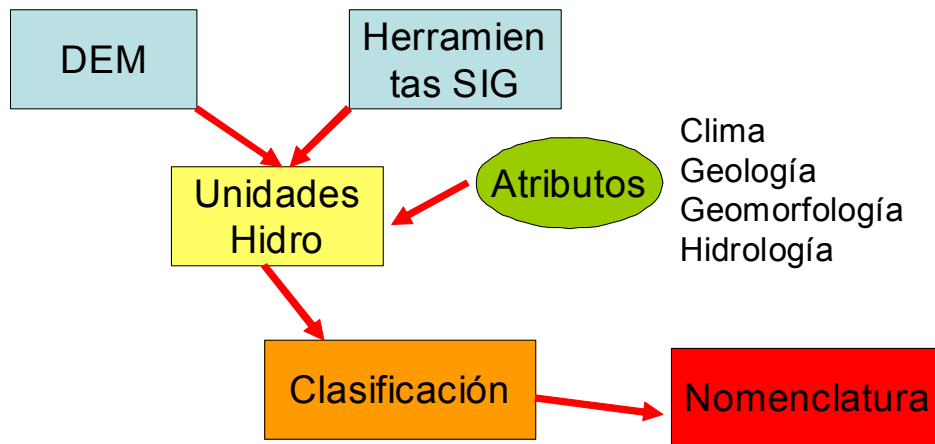 DEM
Herramien
tas SIG
Unidades
Hidro
Atributos
Clima
Geología
Geomorfología
Hidrología
Clasificación
Nomenclatura